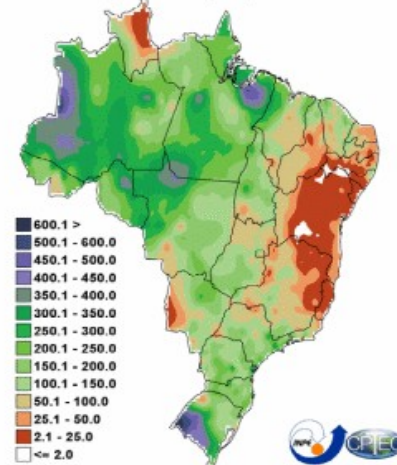 600.1 >
500.1 - 600.0
450.1 - 500.0
400.1 - 450.0
350.1 - 400.0
300.1 - 350.0
250.1 - 300.0
200.1 - 250.0
150.1 - 200.0
100.1 - 150.0
50.1 - 100.0
25.1 - 50.0
2.1 - 25.0
<= 2.0
INPE
CPTEC